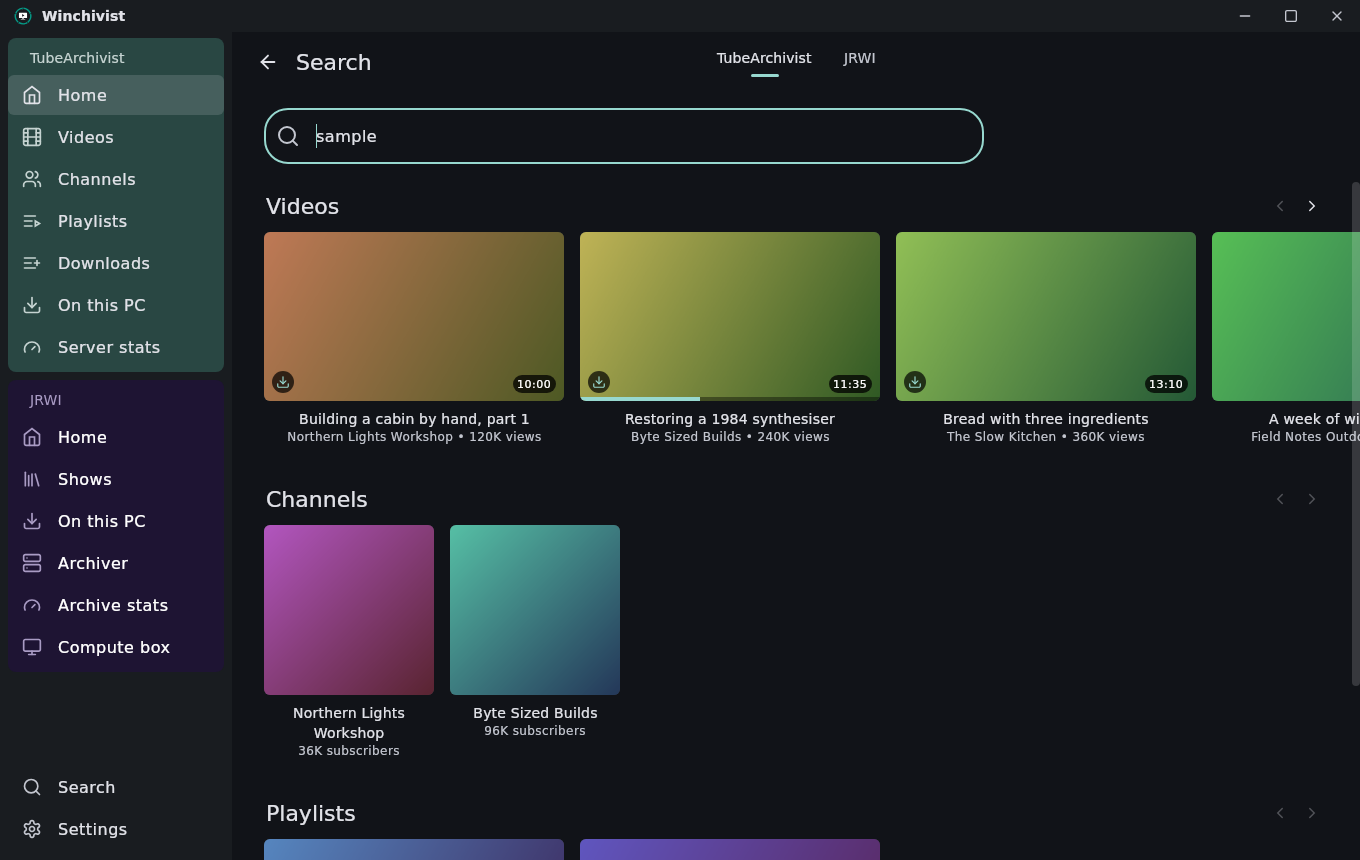 Winchivist
TubeArchivist
Home
Videos
Channels
Playlists
Downloads
On this PC
Server stats
JRWI
Home
Shows
On this PC
Archiver
Archive stats
Compute box
Search
Settings
Search
TubeArchivist
JRWI
sample
Videos
10:00
Building a cabin by hand, part 1
Northern Lights Workshop • 120K views
11:35
Restoring a 1984 synthesiser
Byte Sized Builds • 240K views
13:10
Bread with three ingredients
The Slow Kitchen • 360K views
A week of wi
Field Notes Outdo
Channels
Northern Lights
Workshop
36K subscribers
Byte Sized Builds
96K subscribers
Playlists